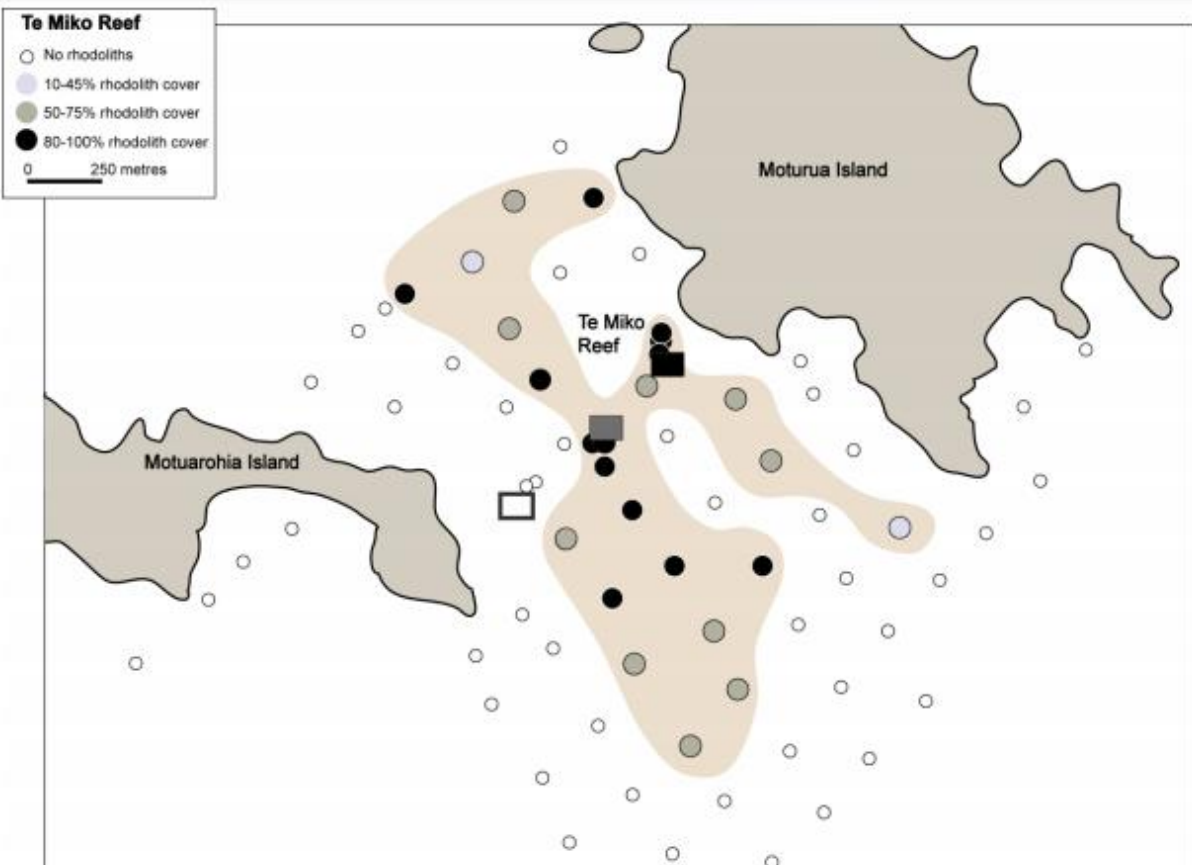 Te Miko Reef
No rhodoliths
10-45% rhodolith cover
50-75% rhodolith cover
80-100% rhodolith cover
0 250 metres
Moturua Island
Te Miko
Reef
Motuarohia Island